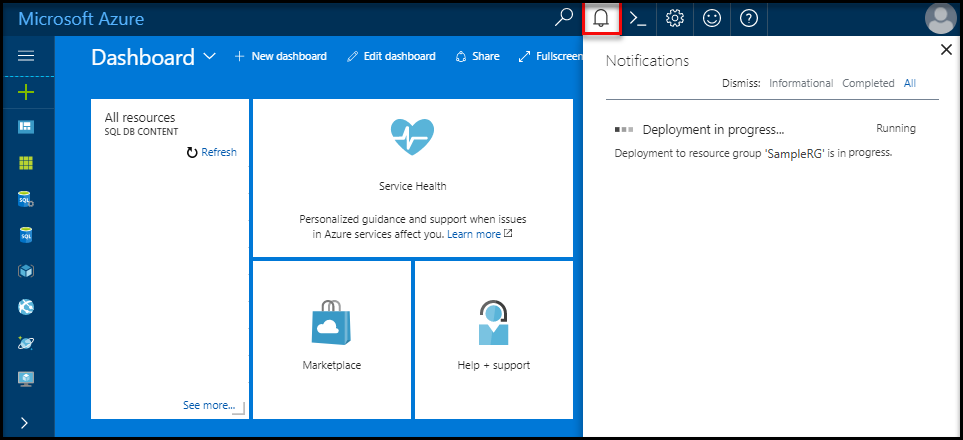 Microsoft Azure
Dashboard
New dashboard
Edit dashboard
Share
Fullscreen
All resources
SQL DB CONTENT
Refresh
See more...
Service Health
Personalized guidance and support when issues
in Azure services affect you. Learn more
Marketplace
Help + support
Notifications
Dismiss: Informational Completed All
Deployment in progress... Running
Deployment to resource group 'SampleRG' is in progress.
SQL
SQL